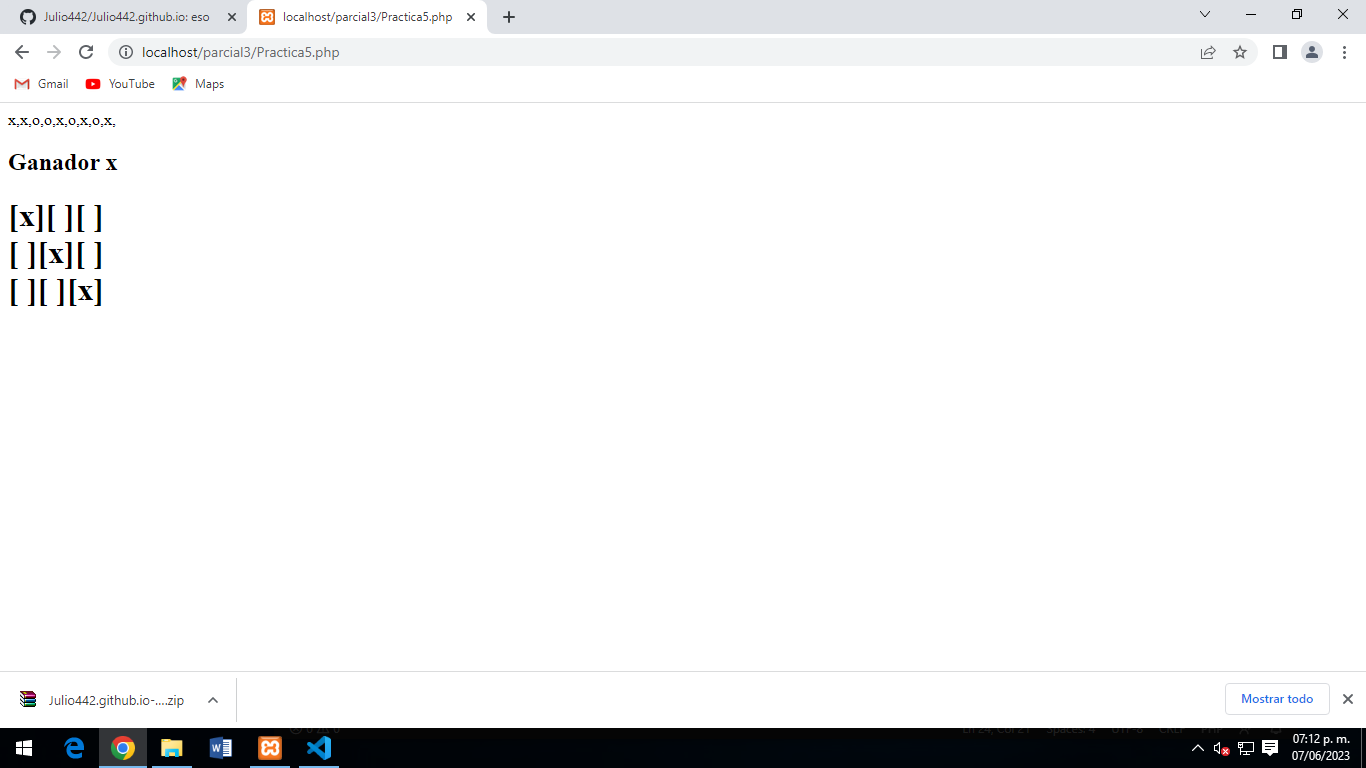 Julio442/Julio442.github.io: eso
localhost/parcial3/Practica5.php
localhost/parcial3/Practica5.php
Gmail
YouTube
Maps
x,x,o,o,x,o,x,o,x,
Ganador x
[x][ ][ ]
[ ][x][ ]
[ ][ ][x]
Julio442.github.io-....zip
Mostrar todo
07:12 p. m.
07/06/2023